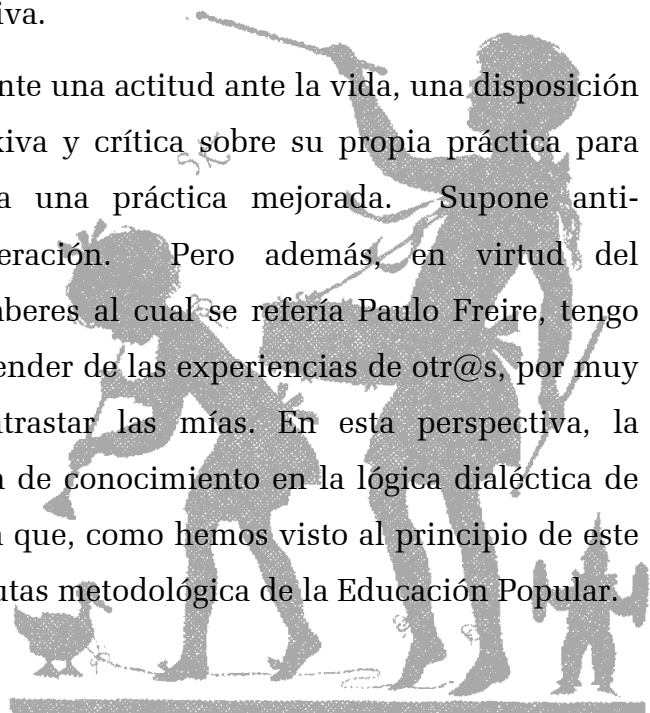 iva.
nte una actitud ante la vida, una disposición
xiva y crítica sobre su propia práctica para
a una práctica mejorada. Supone anti-
eración. Pero además, en virtud del
beres al cual se refería Paulo Freire, tengo
ender de las experiencias de otr@s, por muy
trastar las mías. En esta perspectiva, la
de conocimiento en la lógica dialéctica de
que, como hemos visto al principio de este
utas metodológica de la Educación Popular.